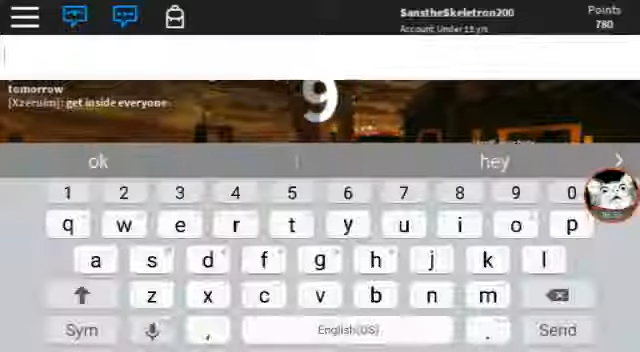 SanstheSkeletron200
Account: Under 13 yrs
Points
780
tomorrow
[Xzeruim]: get inside everyone
9
ok
i
hey
1 2 3 4 5 6 7 8 9 0
q w e r t y u i o p
a s d f g h j k l
z x c v b n m
Sym
,
English(US)
.
Send